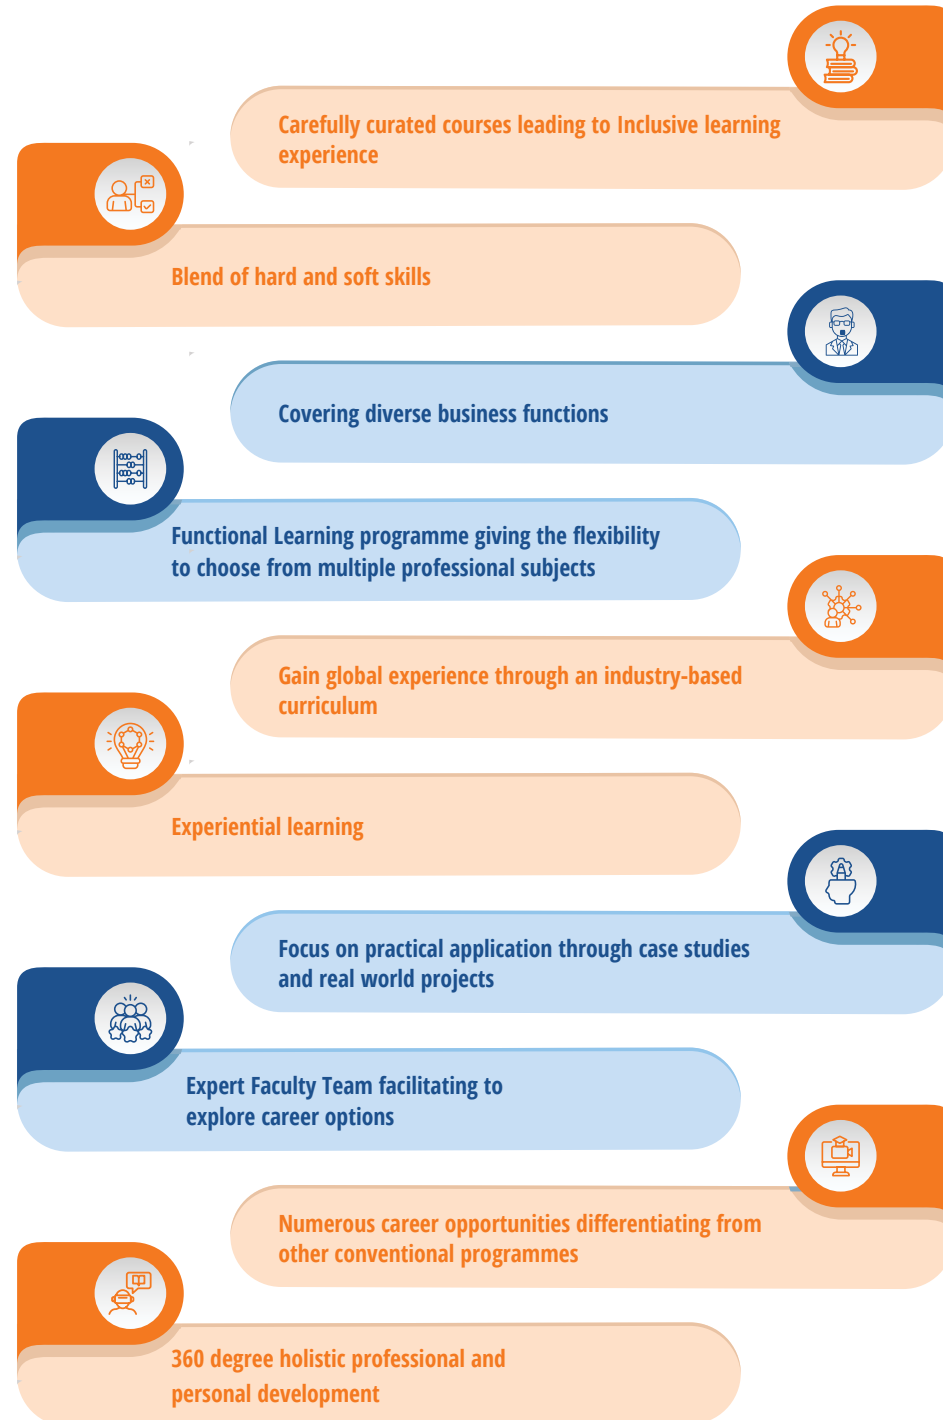 Carefully curated courses leading to Inclusive learning
experience
Blend of hard and soft skills
Covering diverse business functions
Functional Learning programme giving the flexibility
to choose from multiple professional subjects
Gain global experience through an industry-based
curriculum
Experiential learning
Focus on practical application through case studies
and real world projects
Expert Faculty Team facilitating to
explore career options
Numerous career opportunities differentiating from
other conventional programmes
360 degree holistic professional and
personal development